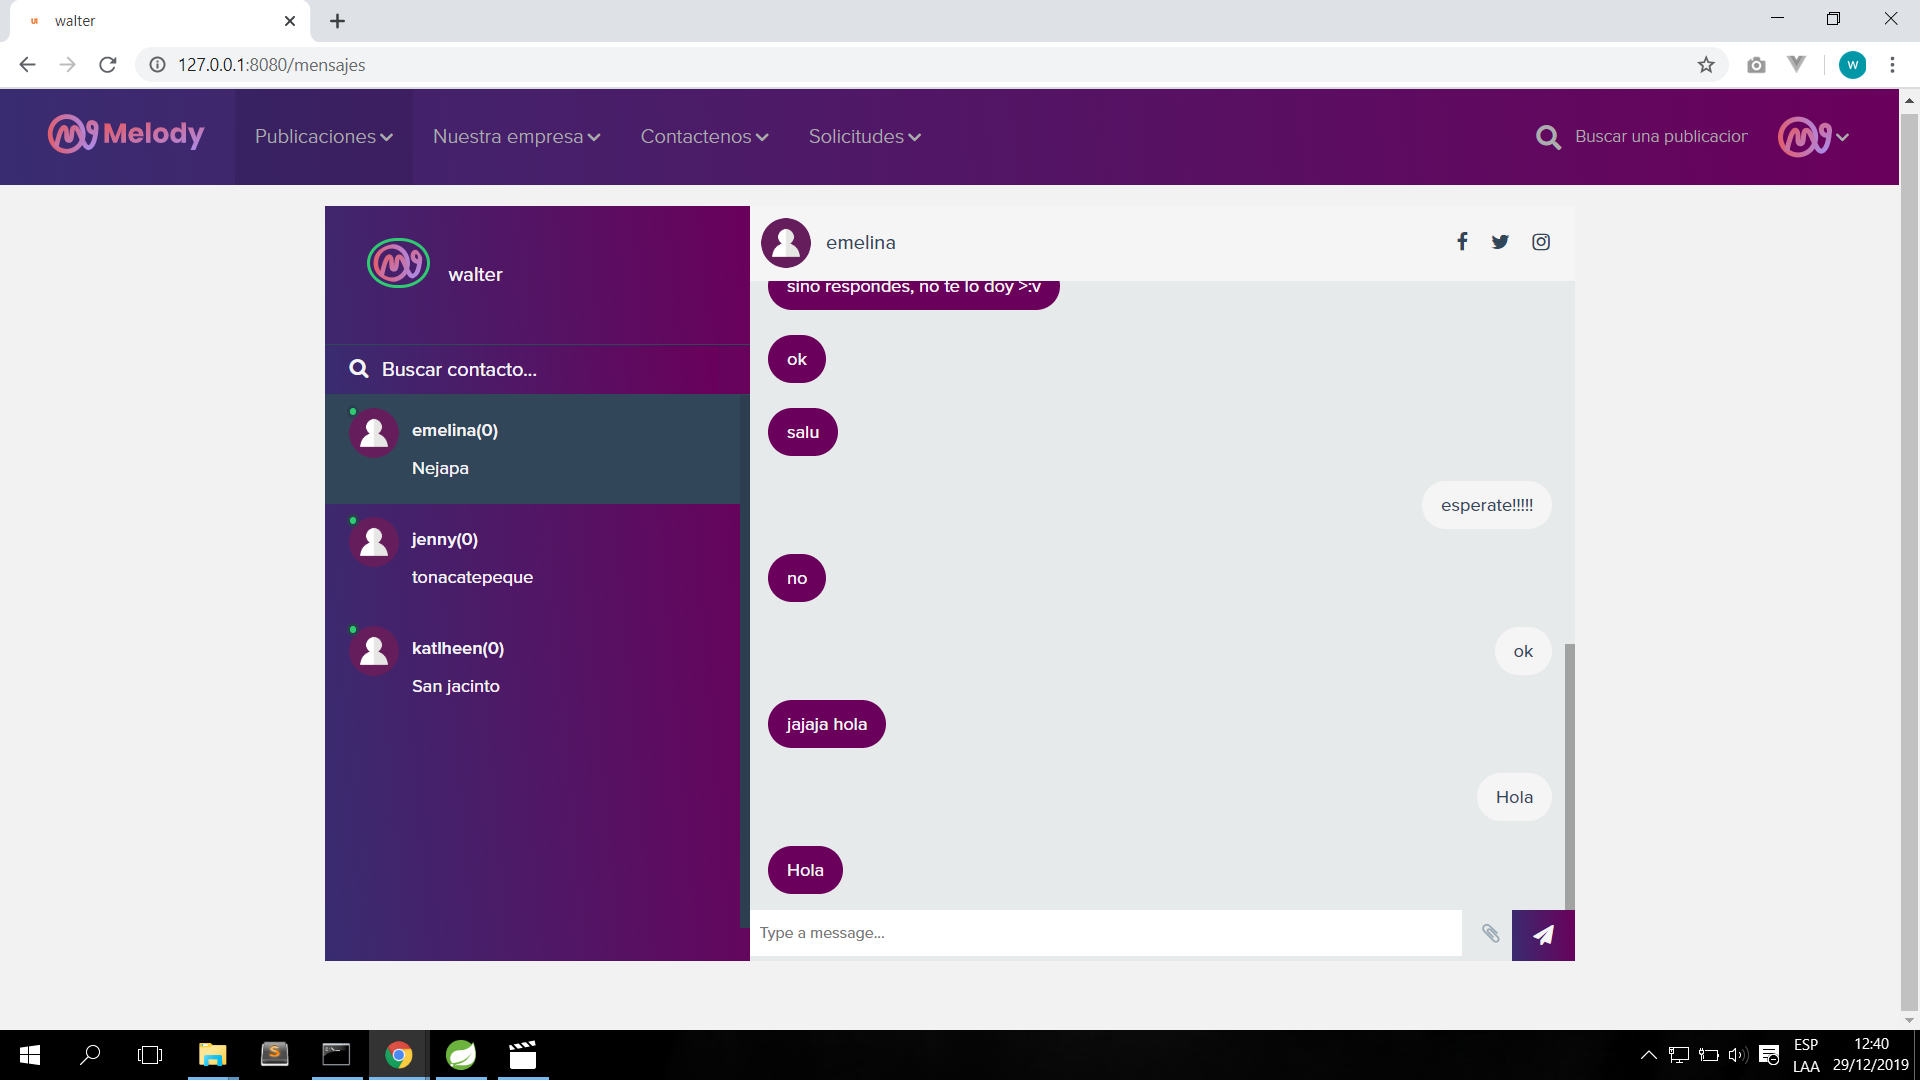 walter
127.0.0.1:8080/mensajes
W
Melody
Publicaciones
Nuestra empresa
Contactenos
Solicitudes
Buscar una publicacion
walter
Buscar contacto...
emelina(0)
Nejapa
jenny(0)
tonacatepeque
katlheen(0)
San jacinto
emelina
sino respondes, no te lo doy >:v
ok
salu
esperate!!!!!
no
ok
jajaja hola
Hola
Hola
Type a message...
ESP
LAA
12:40
29/12/2019